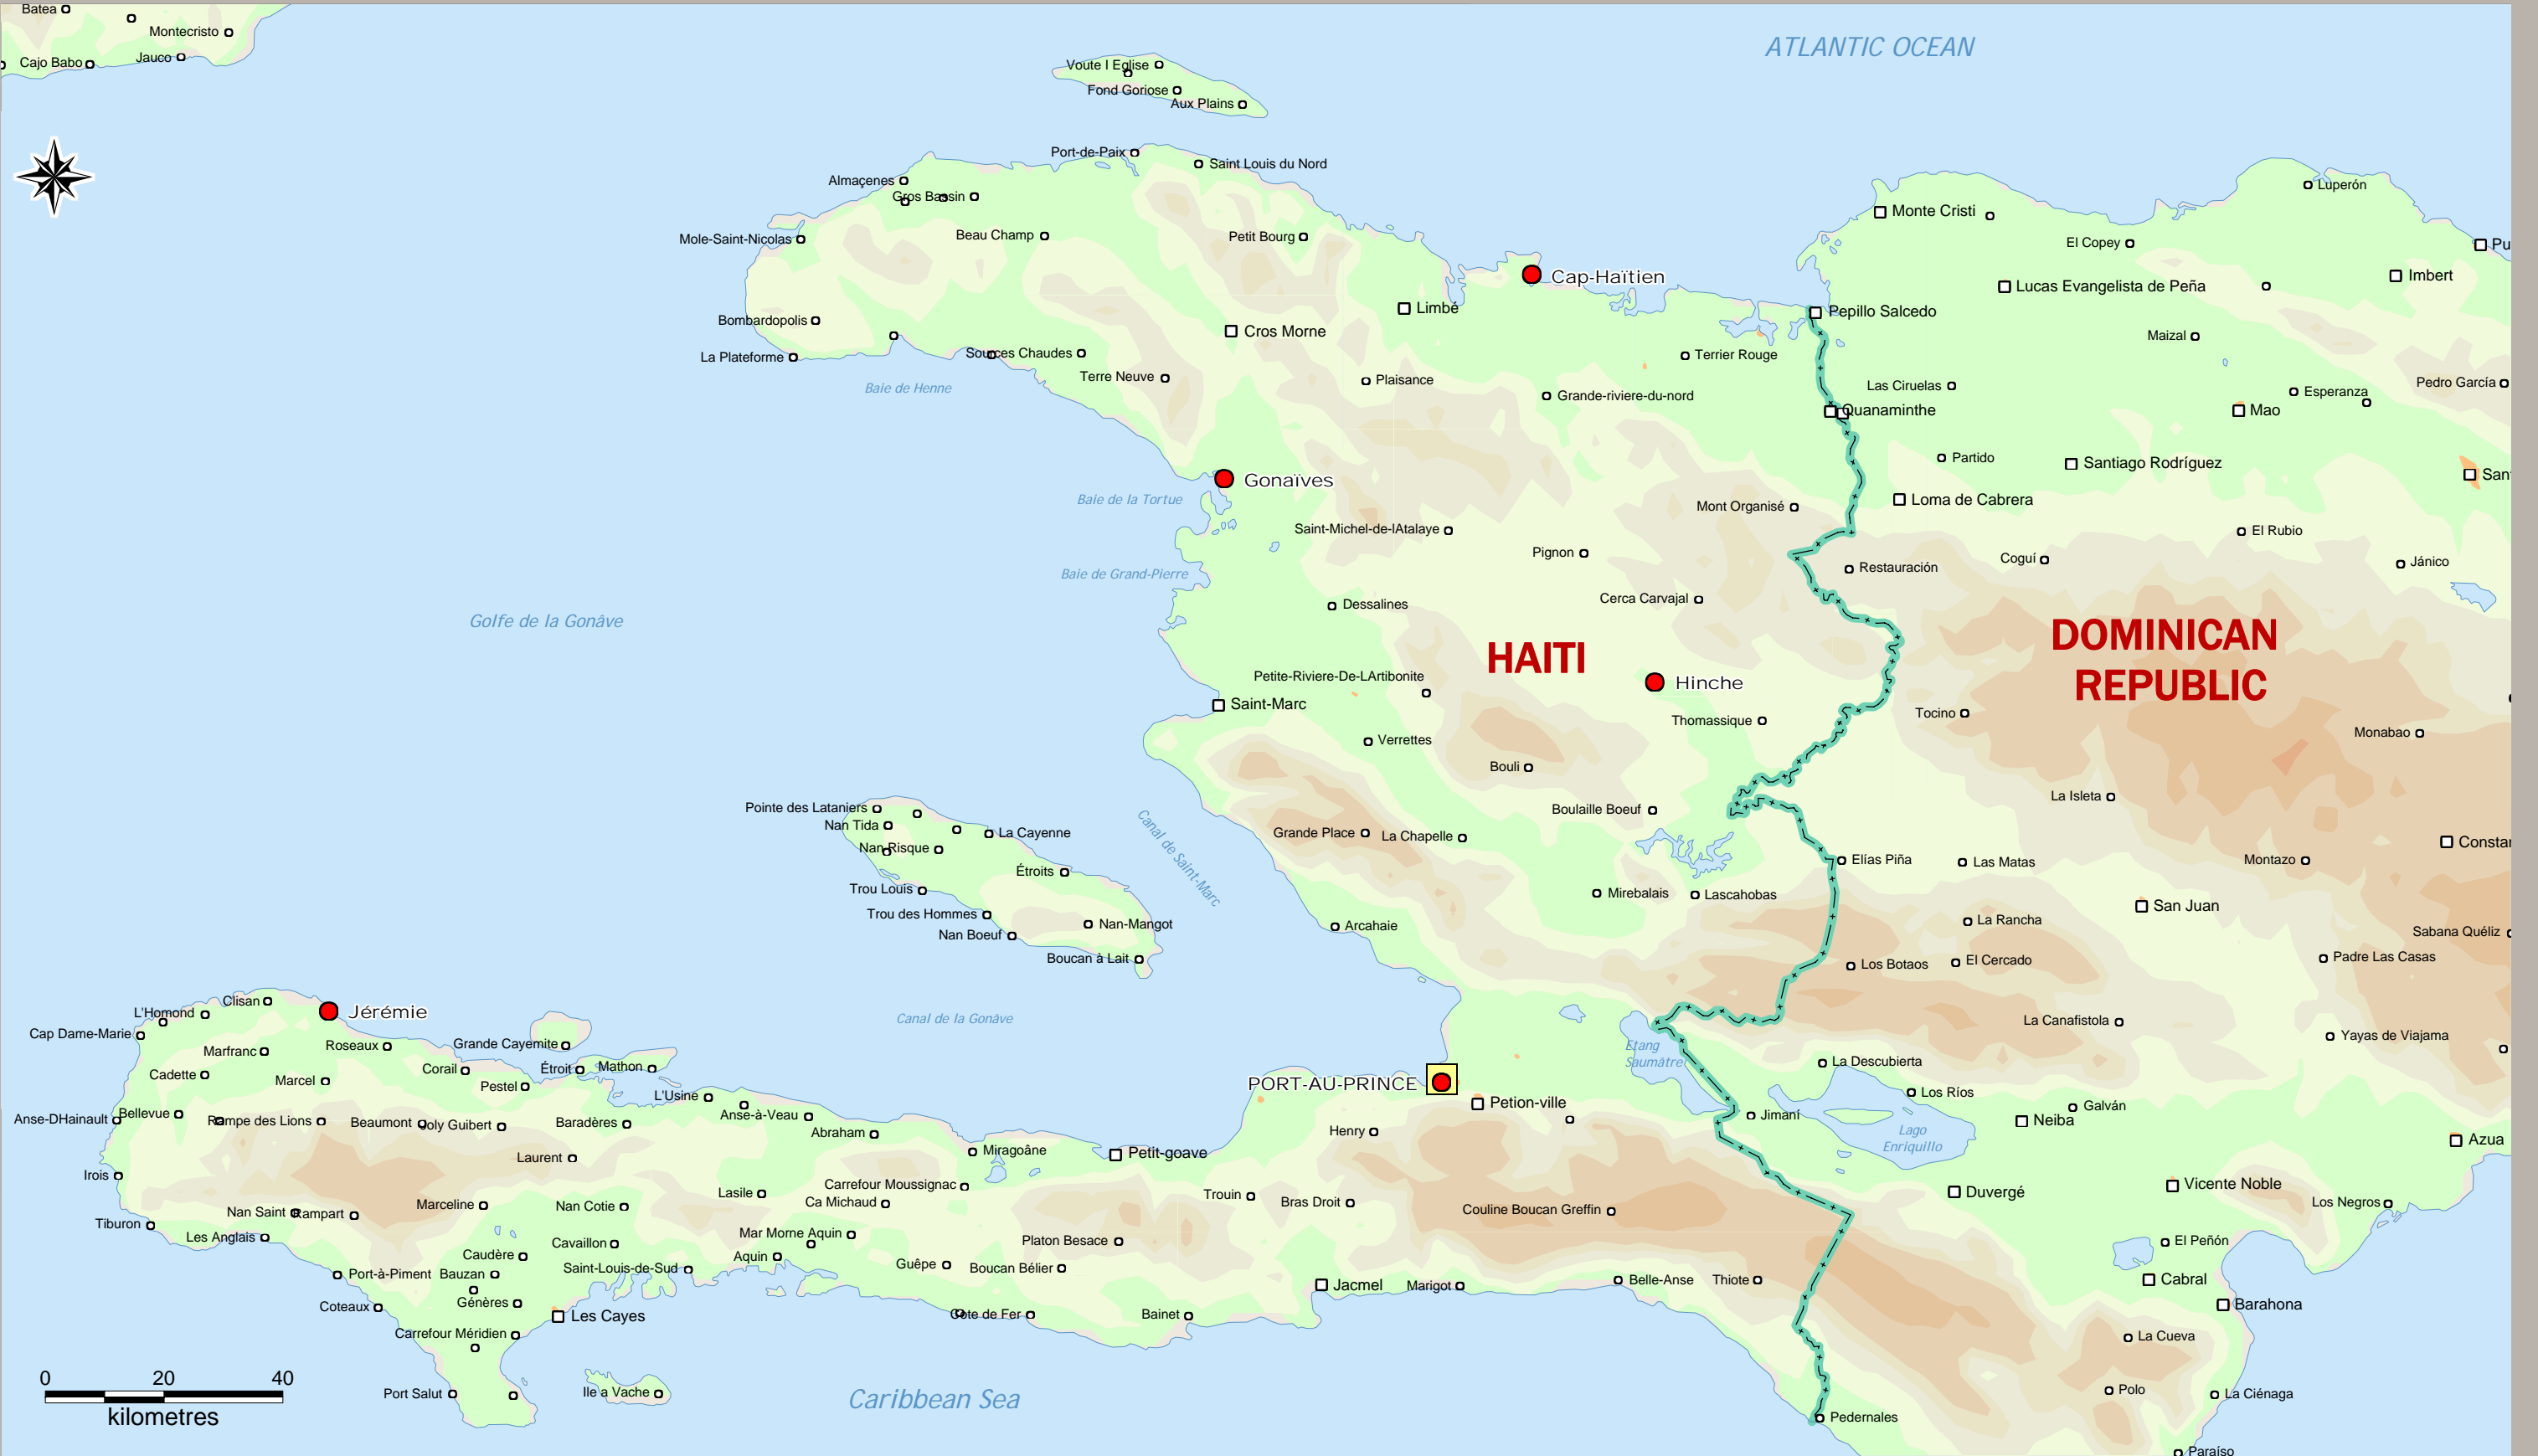 Batea
Montecristo
Cajo Babo
Jauco
ATLANTIC OCEAN
Voute I Eglise
Fond Goriose
Aux Plains
Port-de-Paix
Saint Louis du Nord
Almaçenes
Gros Bassin
Luperón
Monte Cristi
Mole-Saint-Nicolas
Beau Champ
Petit Bourg
El Copey
Pu
Cap-Haïtien
Imbert
Lucas Evangelista de Peña
Limbé
Pepillo Salcedo
Bombardopolis
Cros Morne
Maizal
La Plateforme
Sources Chaudes
Terrier Rouge
Terre Neuve
Plaisance
Baie de Henne
Las Ciruelas
Pedro García
Grande-riviere-du-nord
Esperanza
Ouanaminthe
Mao
Partido
Santiago Rodríguez
Gonaïves
Sant
Baie de la Tortue
Mont Organisé
Loma de Cabrera
Saint-Michel-de-lAtalaye
El Rubio
Pignon
Coguí
Jánico
Baie de Grand-Pierre
Restauración
Cerca Carvajal
Dessalines
Golfe de la Gonâve
HAITI
DOMINICAN
REPUBLIC
Petite-Riviere-De-LArtibonite
Hinche
Saint-Marc
Thomassique
Tocino
Monabao
Verrettes
Bouli
La Isleta
Pointe des Lataniers
Boulaille Boeuf
Nan Tida
La Cayenne
Grande Place
La Chapelle
Constan
Nan Risque
Canal de Saint-Marc
Elías Piña
Las Matas
Montazo
Étroits
Trou Louis
Mirebalais
Lascahobas
San Juan
Trou des Hommes
Nan-Mangot
Arcahaie
La Rancha
Nan Boeuf
Sabana Quéliz
Boucan à Lait
Los Botaos
El Cercado
Padre Las Casas
Clisan
L'Homond
Jérémie
Canal de la Gonâve
La Canafistola
Cap Dame-Marie
Roseaux
Grande Cayemite
Etang
Saumâtre
Yayas de Viajama
Marfranc
La Descubierta
Cadette
Marcel
Corail
Étroit
Mathon
Pestel
PORT-AU-PRINCE
L'Usine
Petion-ville
Los Ríos
Galván
Anse-DHainault
Bellevue
Rampe des Lions
Beaumont
Joly Guibert
Baradères
Anse-à-Veau
Abraham
Henry
Jimaní
Neiba
Lago
Enriquillo
Azua
Miragoâne
Petit-goave
Laurent
Irois
Carrefour Moussignac
Lasile
Ca Michaud
Trouin
Bras Droit
Duvergé
Vicente Noble
Los Negros
Marceline
Nan Cotie
Nan Saint
Rampart
Couline Boucan Greffin
Tiburon
Les Anglais
Mar Morne Aquin
Platon Besace
El Peñón
Cavaillon
Caudère
Aquin
Guêpe
Boucan Bélier
Saint-Louis-de-Sud
Port-à-Piment
Bauzan
Jacmel
Marigot
Belle-Anse
Thiote
Cabral
Coteaux
Génères
Barahona
Les Cayes
Cote de Fer
Bainet
Carrefour Méridien
La Cueva
0 20 40
kilometres
Port Salut
Ile a Vache
Caribbean Sea
Polo
La Ciénaga
Pedernales
Paraíso